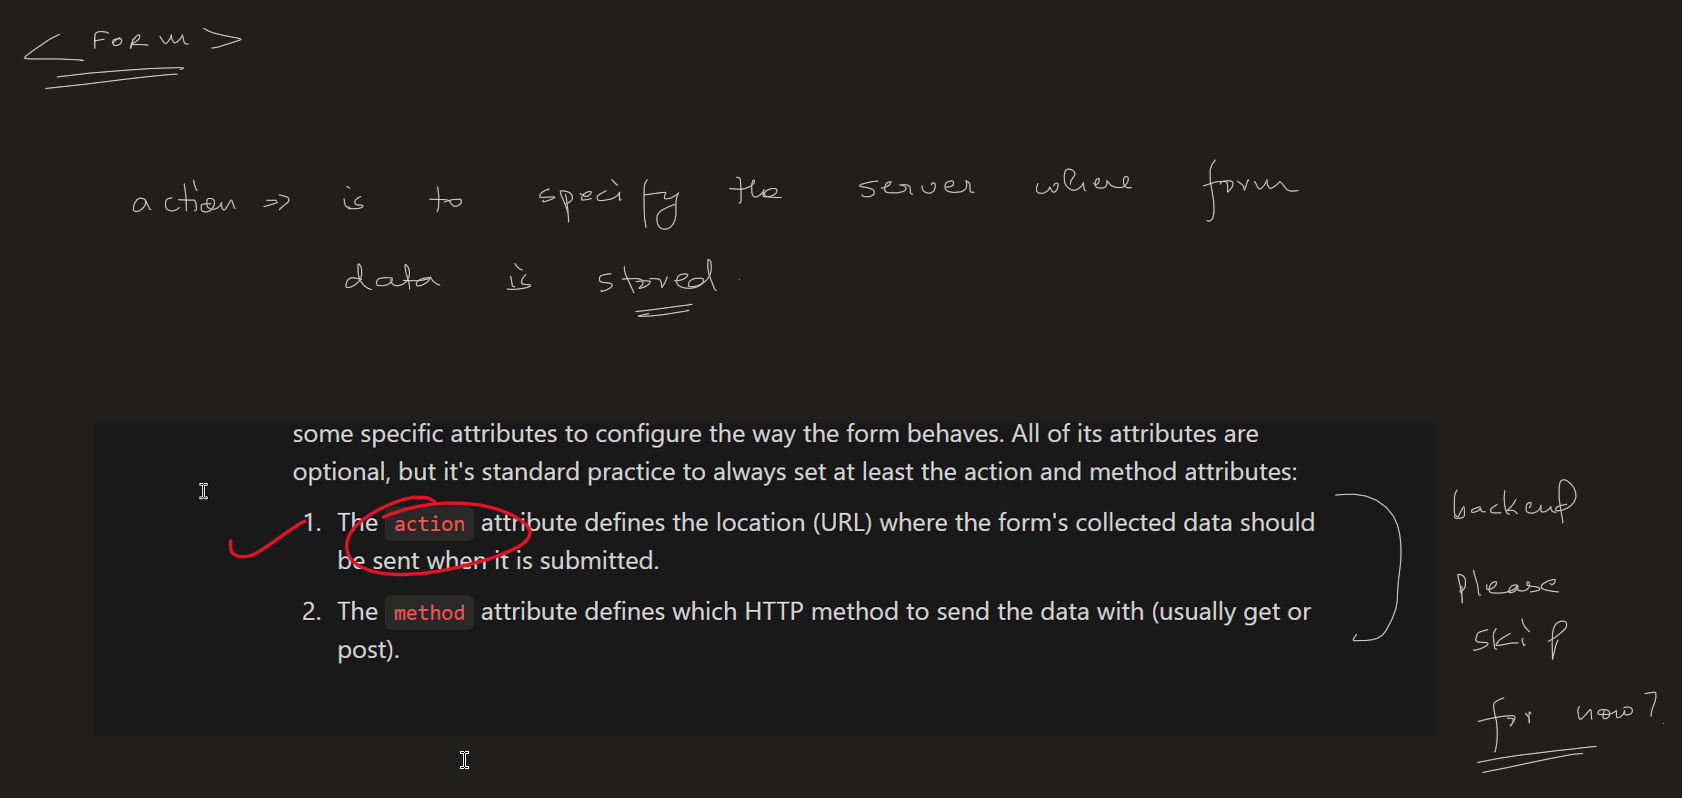 <FORM>
action => is to specify the server where form
data is stored.
some specific attributes to configure the way the form behaves. All of its attributes are
optional, but it's standard practice to always set at least the action and method attributes:
1. The action attribute defines the location (URL) where the form's collected data should
be sent when it is submitted.
2. The method attribute defines which HTTP method to send the data with (usually get or
post).
backend
Please
skip
for now?